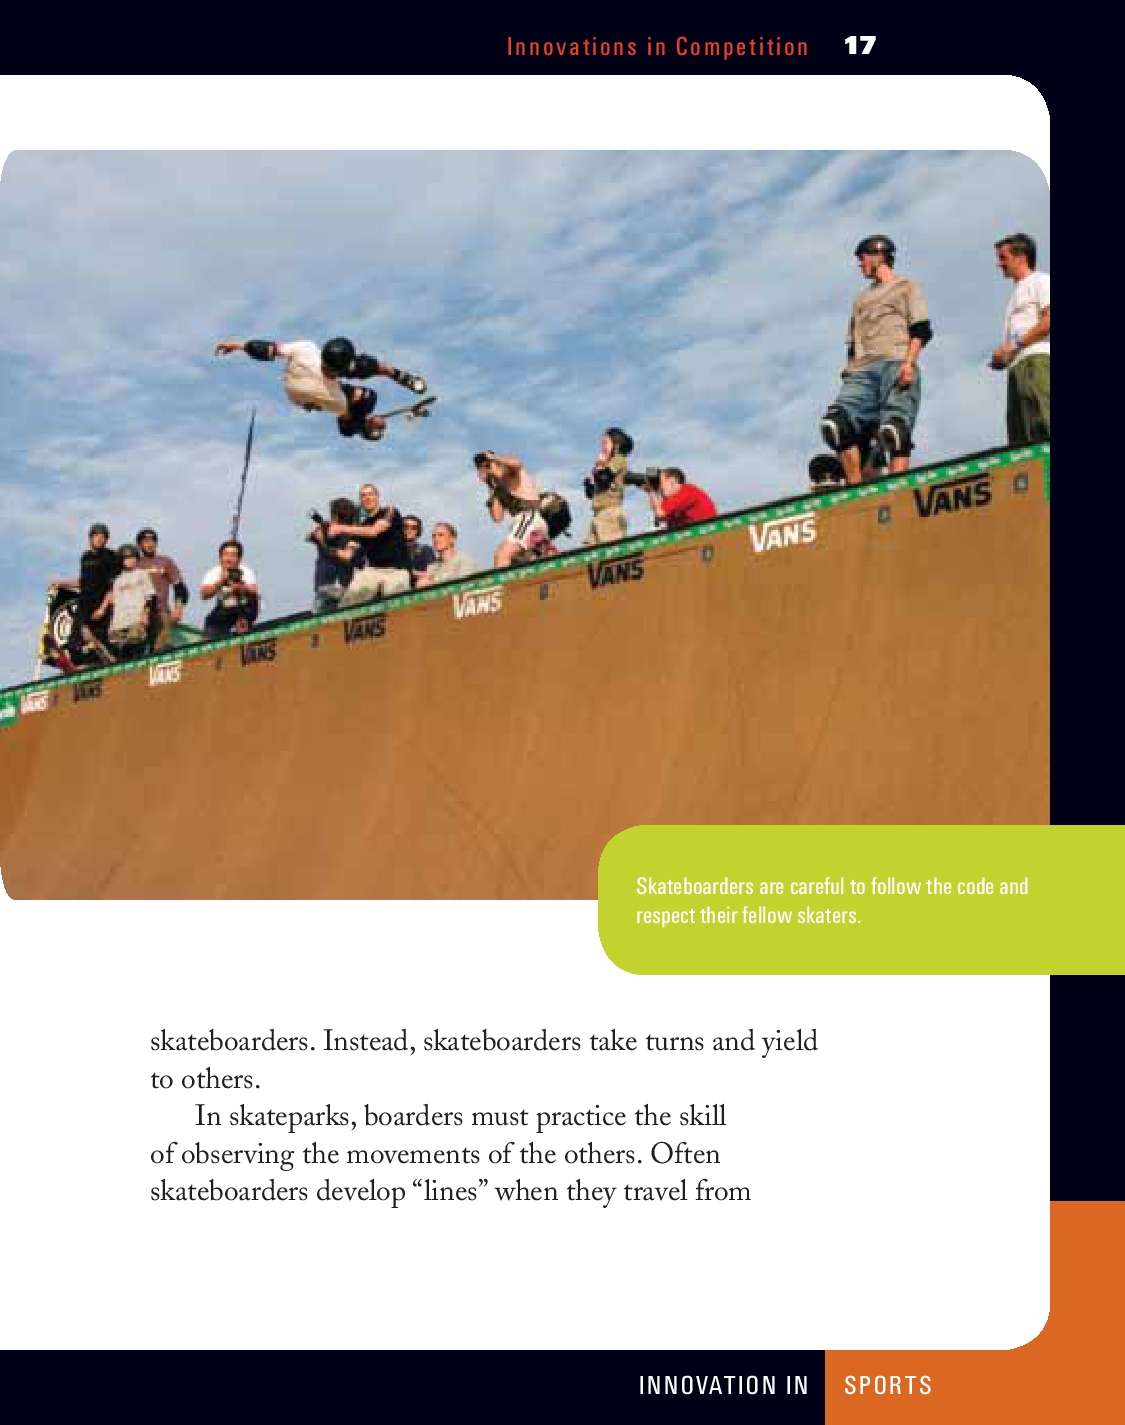 Innovations in Competition 17
VANS
VANS
VANS
VANS
VANS
VANS
VANS
VANS
VANS
Skateboarders are careful to follow the code and
respect their fellow skaters.
skateboarders. Instead, skateboarders take turns and yield
to others.
In skateparks, boarders must practice the skill
of observing the movements of the others. Often
skateboarders develop “lines” when they travel from
INNOVATION IN SPORTS